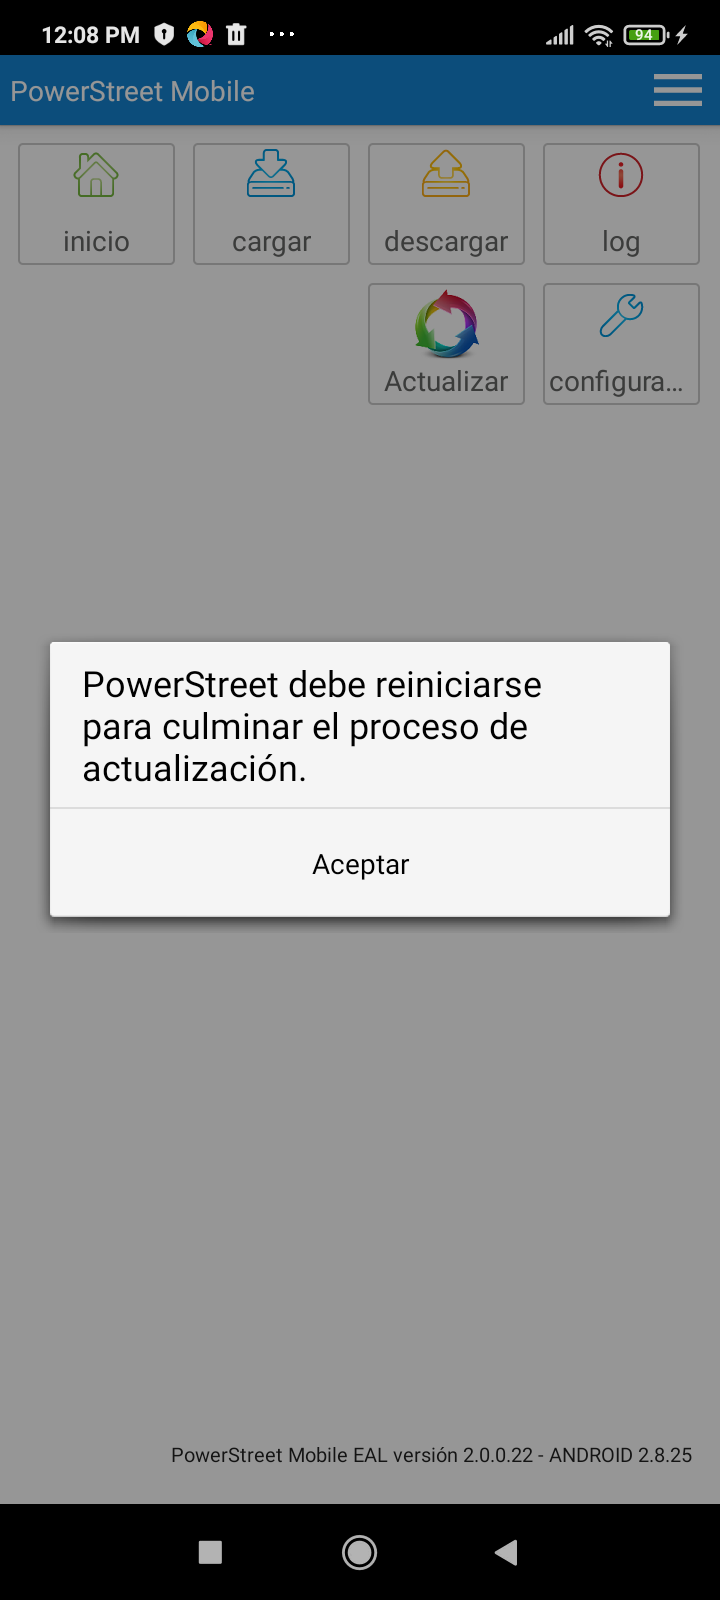 12:08 PM
94
PowerStreet Mobile
inicio
cargar
descargar
log
Actualizar
configura...
PowerStreet debe reiniciarse
para culminar el proceso de
actualización.
Aceptar
PowerStreet Mobile EAL versión 2.0.0.22 - ANDROID 2.8.25